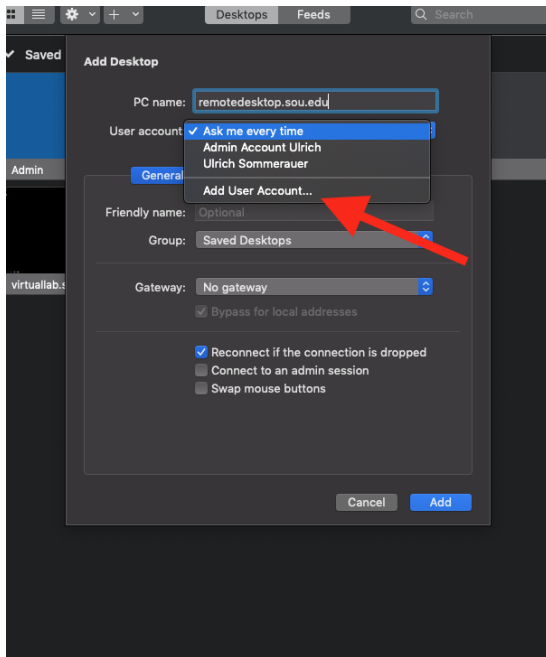 Desktops Feeds Search
Saved
Add Desktop
PC name: remotedesktop.sou.edu
User account
Ask me every time
Admin Account Ulrich
Ulrich Sommerauer
Add User Account...
Admin
General
Friendly name: Optional
Group: Saved Desktops
virtuallab.s
Gateway: No gateway
Bypass for local addresses
Reconnect if the connection is dropped
Connect to an admin session
Swap mouse buttons
Cancel Add